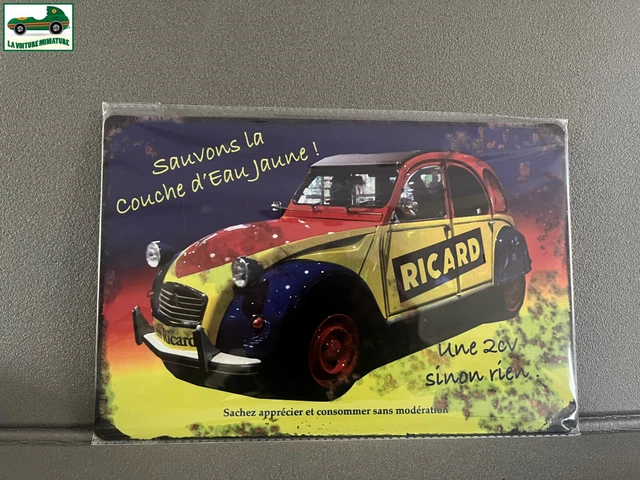 LA VOITURE MINIATURE
Sauvons la
Couche d'Eau Jaune !
RICARD
Ricard
Une 2cv
sinon rien !
Sachez apprécier et consommer sans modération